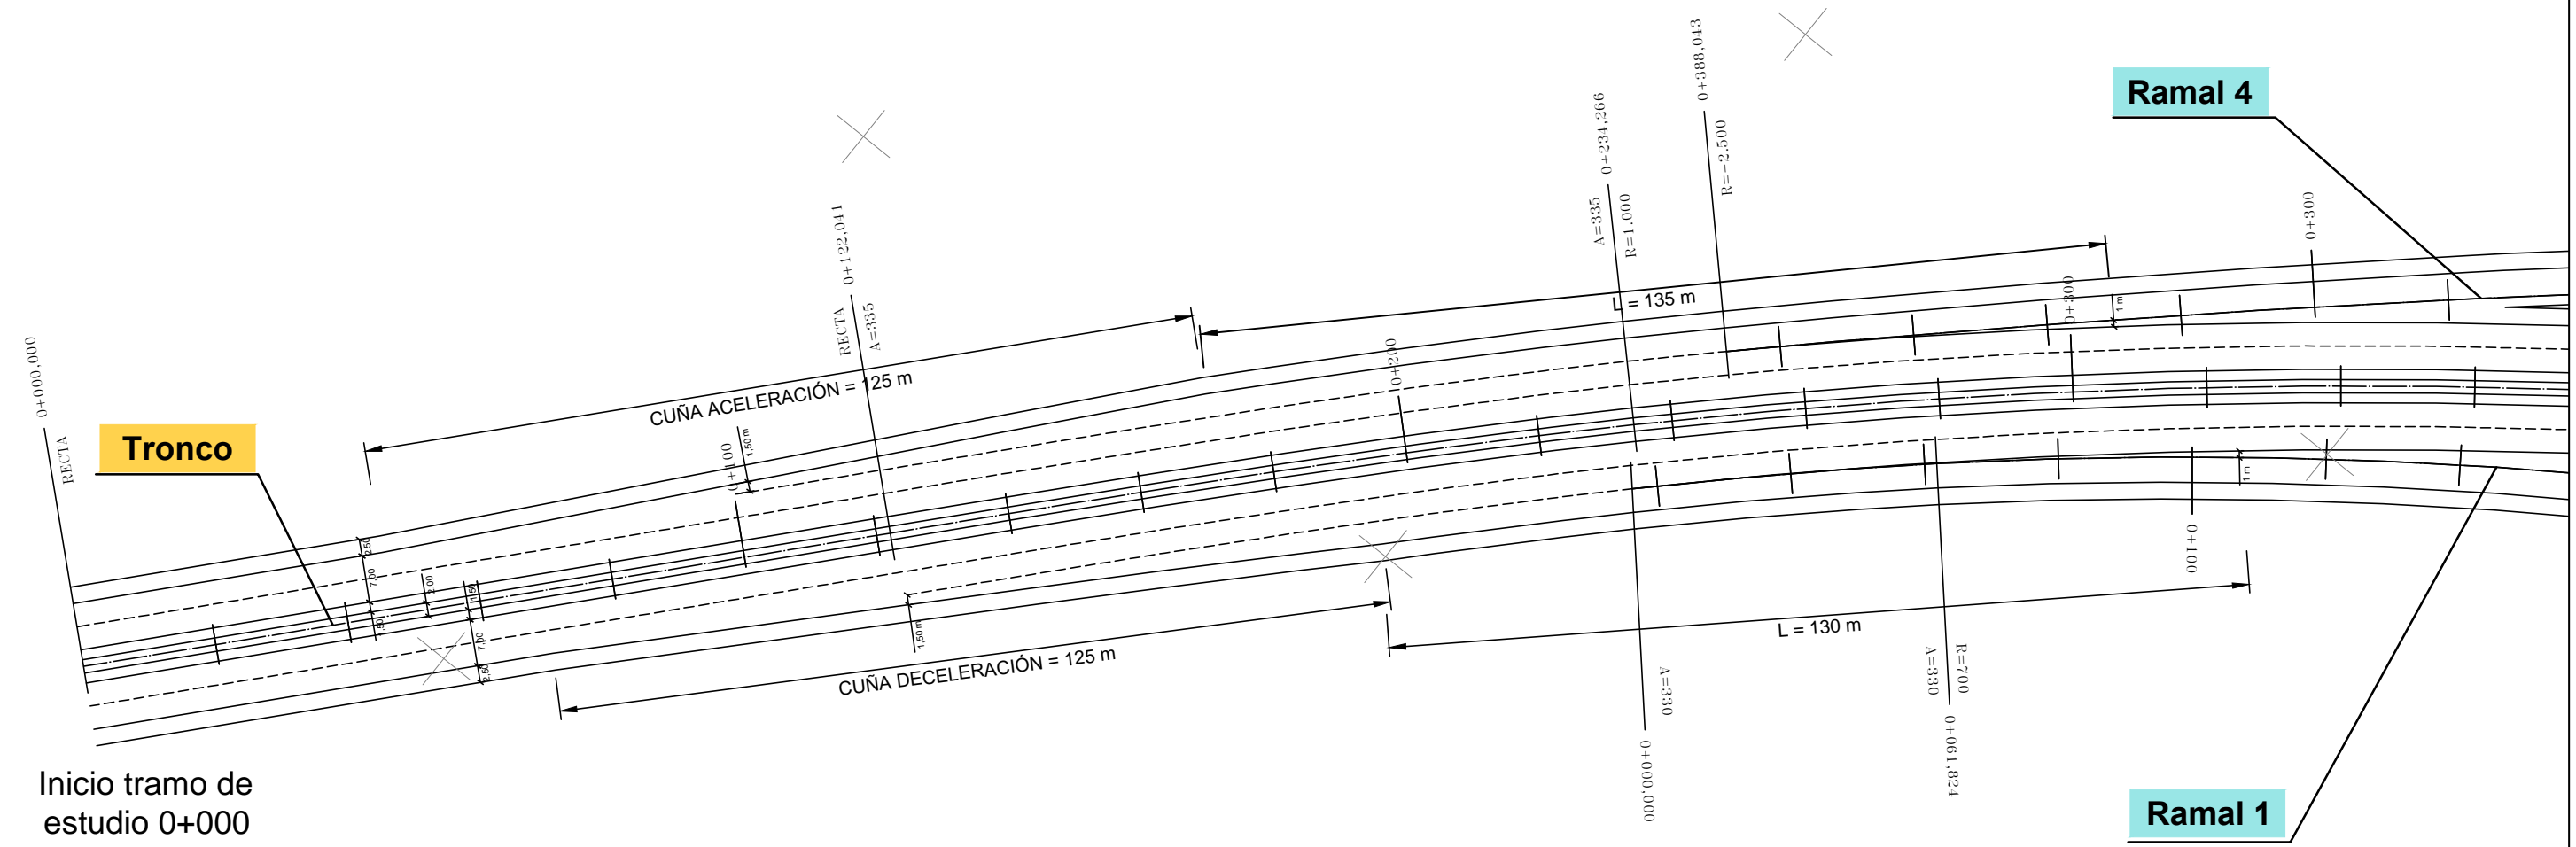 0+000,000
RECTA
Tronco
Inicio tramo de
estudio 0+000
2,50
7,00
1,50
2,00
1,50
7,00
2,50
CUÑA ACELERACIÓN = 125 m
0+100
1,50 m
RECTA 0+122,041
A=335
1,50 m
CUÑA DECELERACIÓN = 125 m
0+200
A=335 0+234,266
R=1.000
0+388,043
R=-2.500
L = 135 m
0+300
1 m
0+300
Ramal 4
L = 130 m
A=330
0+000,000
A=330
R=700
0+061,824
0+100
1 m
Ramal 1